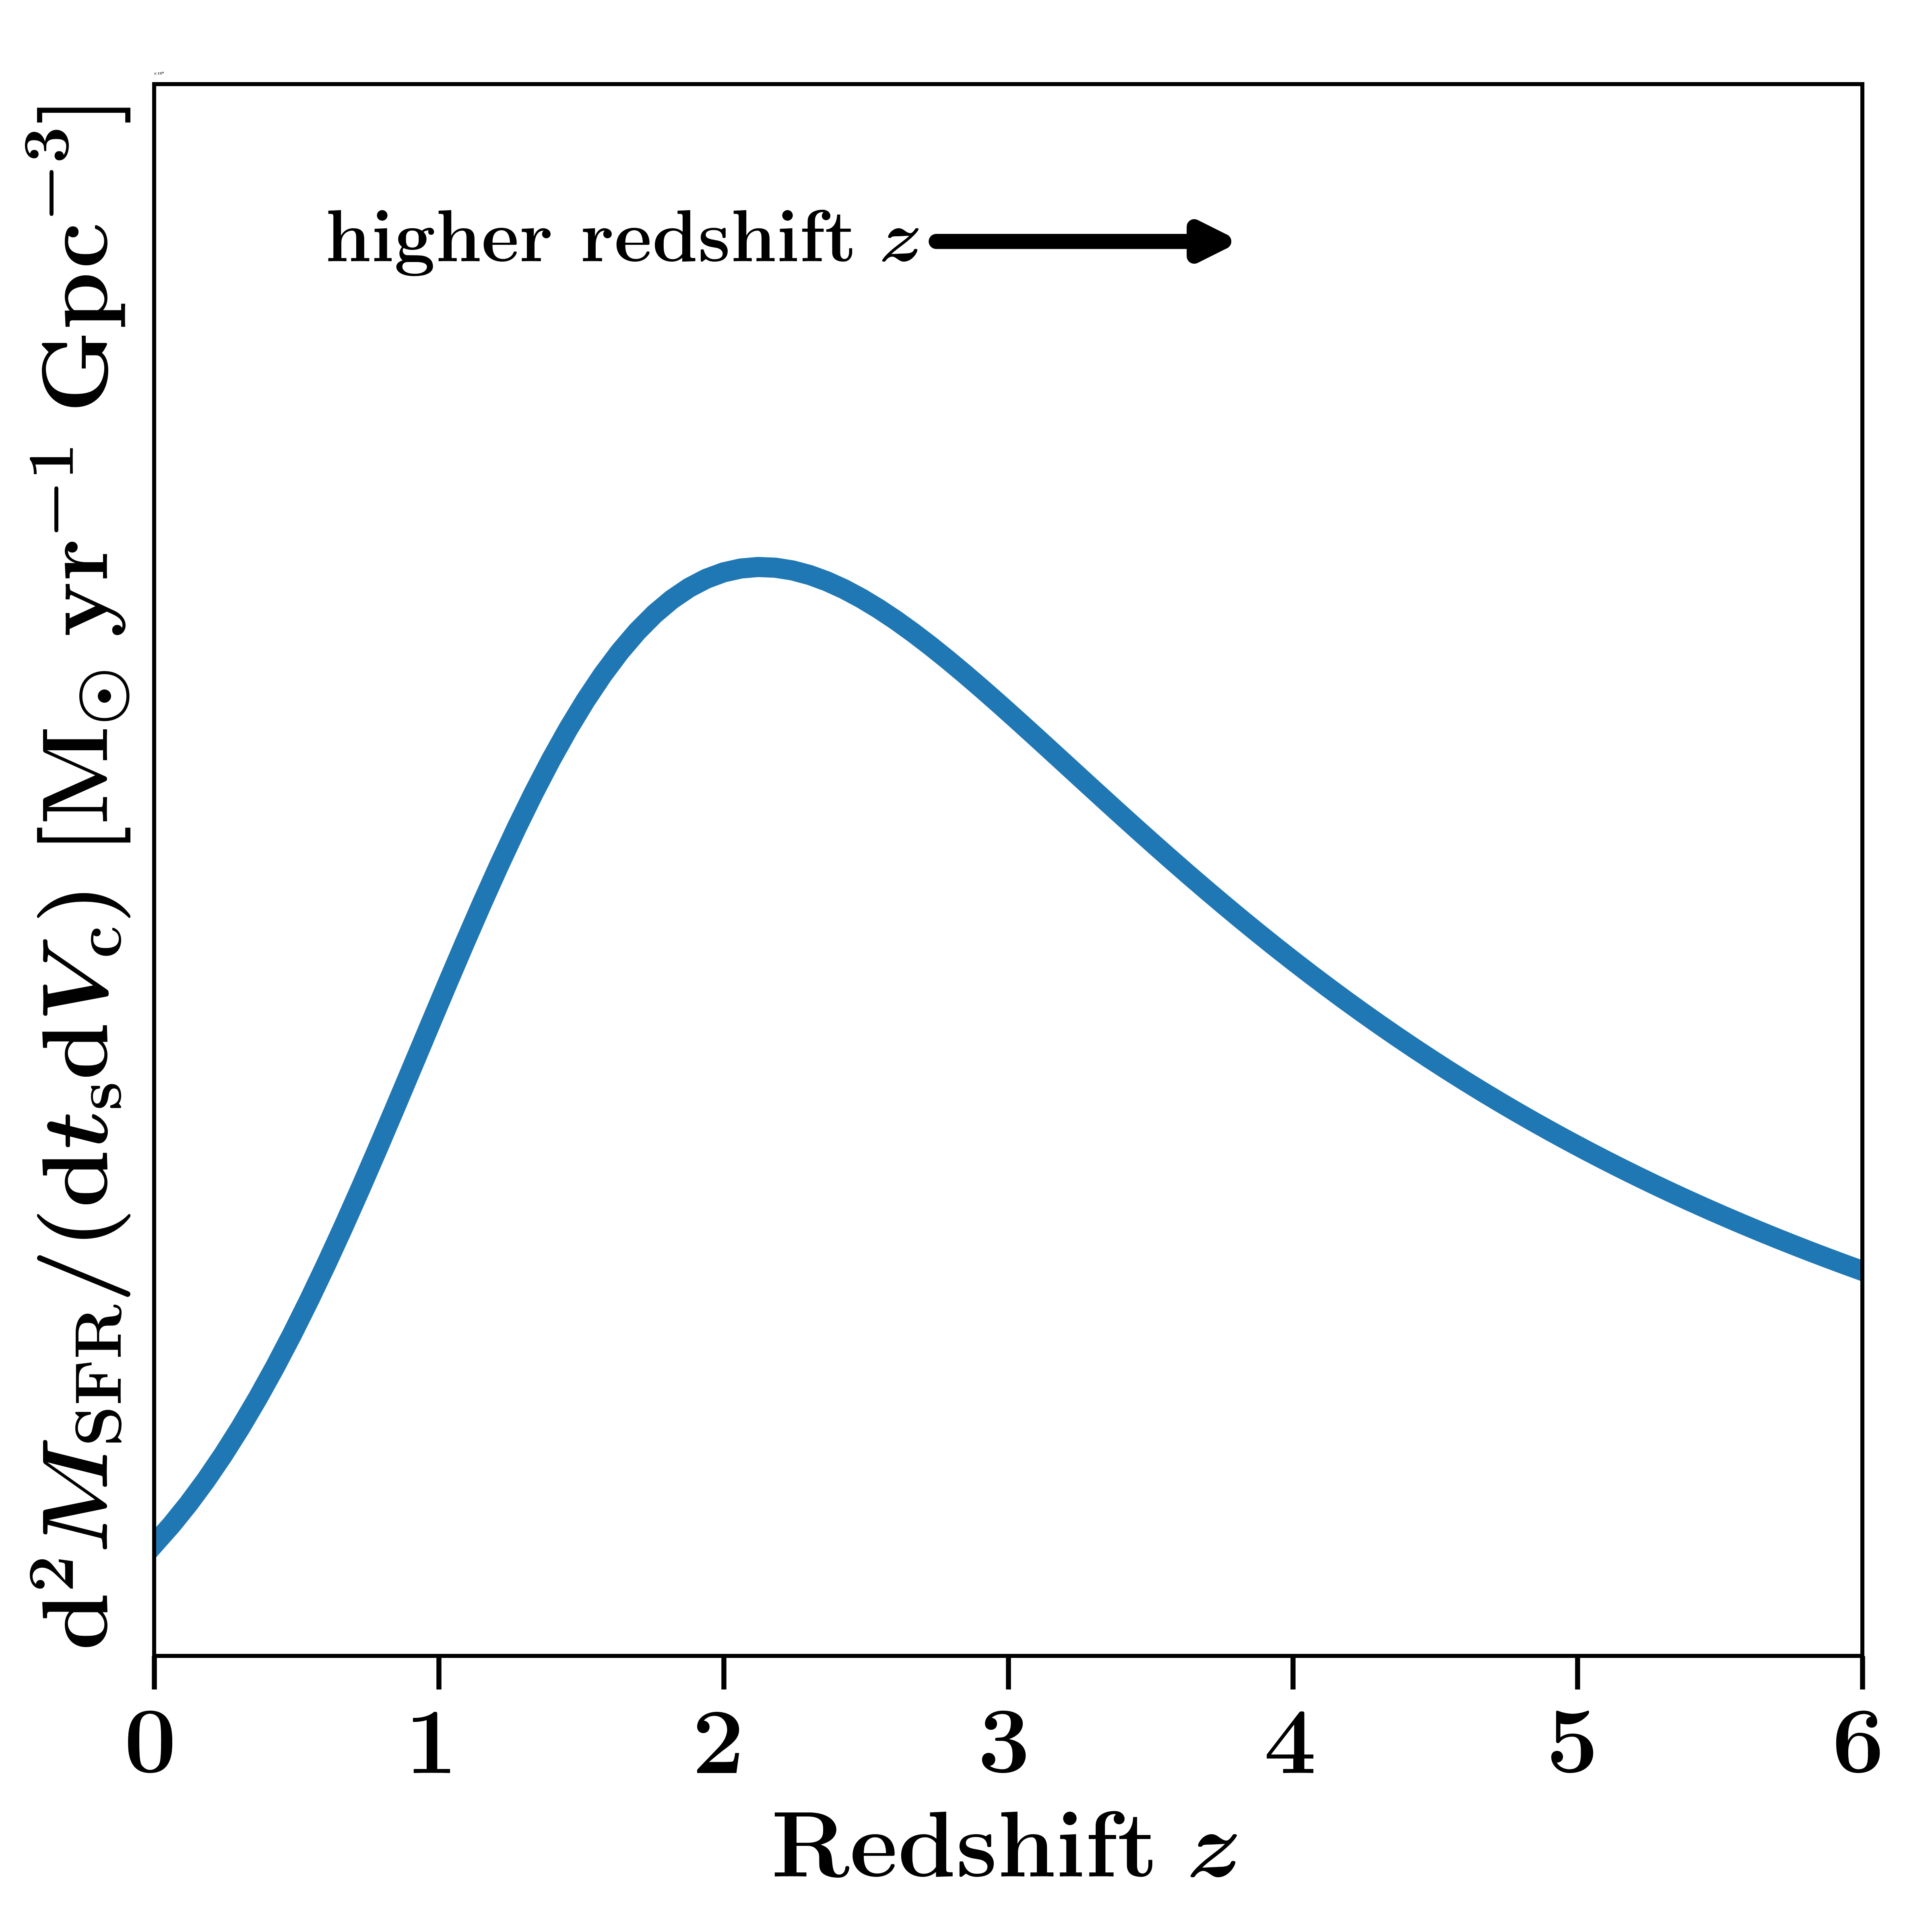 d²M_SFR/(dt_s dV_c) [M_⊙ yr⁻¹ Gpc⁻³]
higher redshift z
0 1 2 3 4 5 6
Redshift z